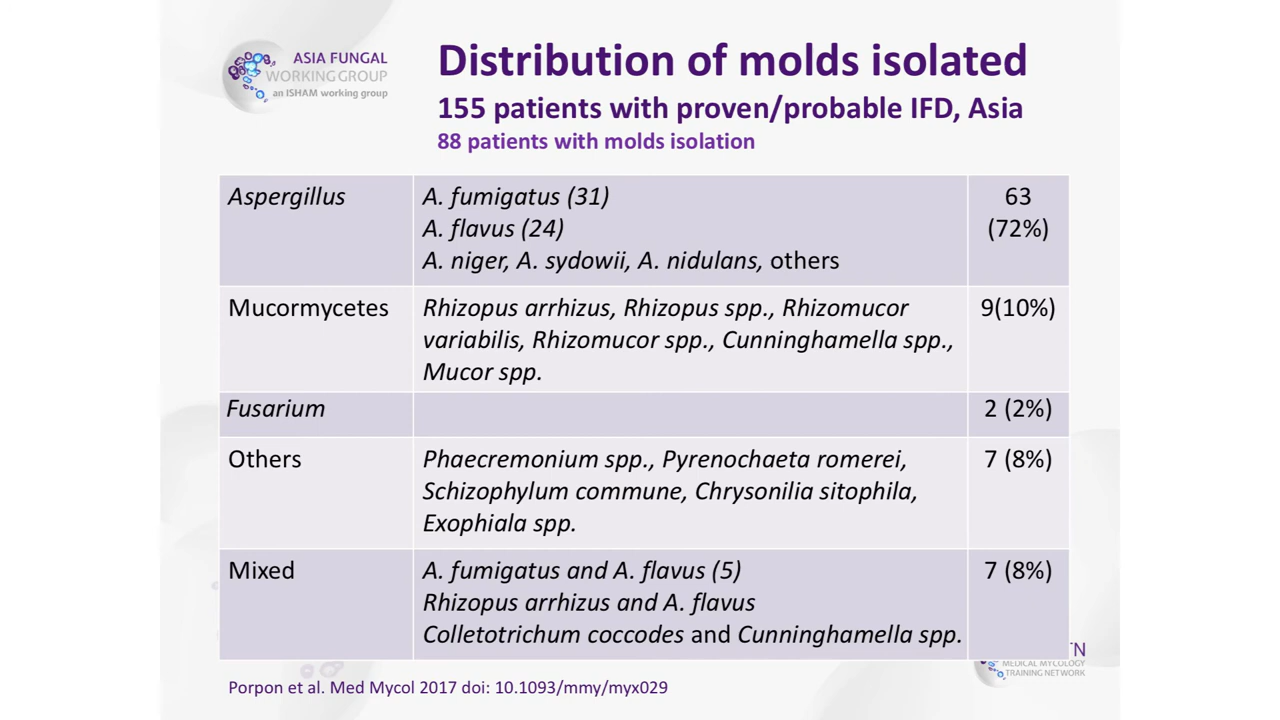 ASIA FUNGAL
WORKING GROUP
an ISHAM working group
Distribution of molds isolated
155 patients with proven/probable IFD, Asia
88 patients with molds isolation
Aspergillus
A. fumigatus (31)
A. flavus (24)
A. niger, A. sydowii, A. nidulans, others
63
(72%)
Mucormycetes
Rhizopus arrhizus, Rhizopus spp., Rhizomucor
variabilis, Rhizomucor spp., Cunninghamella spp.,
Mucor spp.
9(10%)
Fusarium
2 (2%)
Others
Phaecremonium spp., Pyrenochaeta romerei,
Schizophylum commune, Chrysonilia sitophila,
Exophiala spp.
7 (8%)
Mixed
A. fumigatus and A. flavus (5)
Rhizopus arrhizus and A. flavus
Colletotrichum coccodes and Cunninghamella spp.
7 (8%)
TN
MEDICAL MYCOLOGY
TRAINING NETWORK
Porpon et al. Med Mycol 2017 doi: 10.1093/mmy/myx029